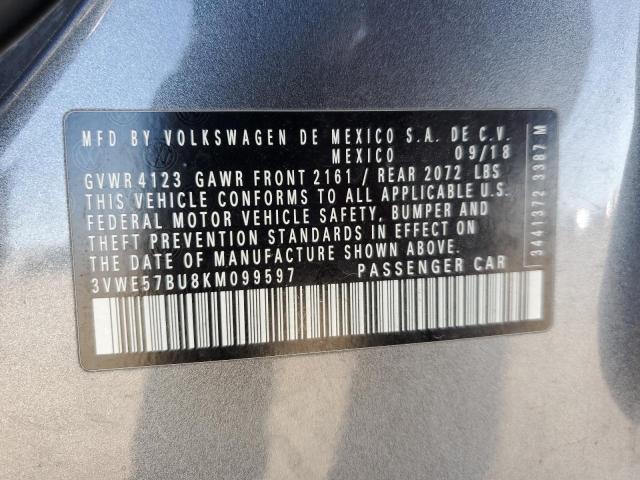 MFD BY VOLKSWAGEN DE MEXICO S.A. DE C.V.
MEXICO 09/18
GVWR 4123 GAWR FRONT 2161 / REAR 2072 LBS
THIS VEHICLE CONFORMS TO ALL APPLICABLE U.S.
FEDERAL MOTOR VEHICLE SAFETY, BUMPER AND
THEFT PREVENTION STANDARDS IN EFFECT ON
THE DATE OF MANUFACTURE SHOWN ABOVE.
3VWE57BU8KM099597 PASSENGER CAR
3441372 3387 M